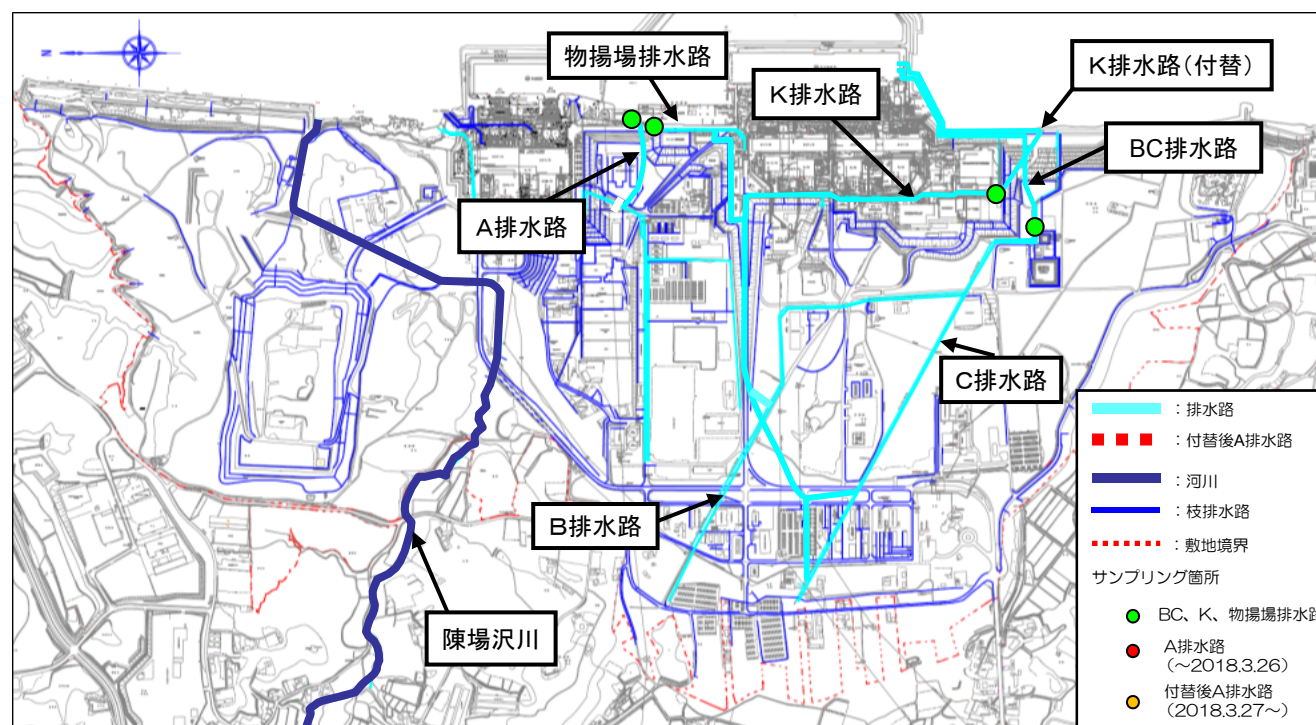 N
物揚場排水路
K排水路(付替)
K排水路
BC排水路
A排水路
C排水路
B排水路
陳場沢川
:排水路
:付替後A排水路
:河川
:枝排水路
:敷地境界
サンプリング箇所
BC、K、物揚場排水路
A排水路
(~2018.3.26)
付替後A排水路
(2018.3.27~)